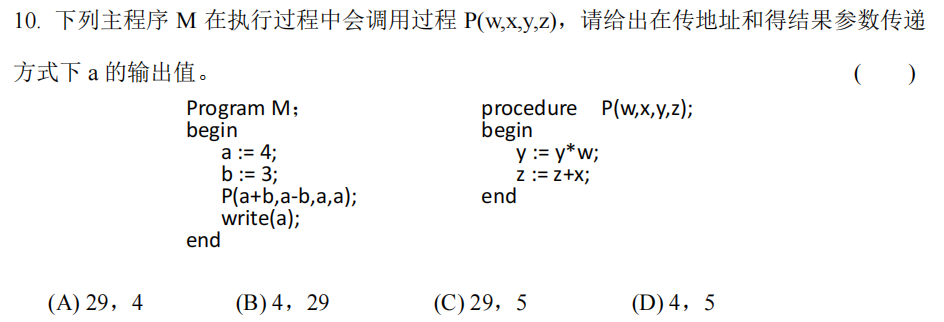 10. 下列主程序 M 在执行过程中会调用过程 P(w,x,y,z)，请给出在传地址和得结果参数传递
方式下 a 的输出值。 ( )
Program M；
begin
a := 4;
b := 3;
P(a+b,a-b,a,a);
write(a);
end
procedure P(w,x,y,z);
begin
y := y*w;
z := z+x;
end
(A) 29，4 (B) 4，29 (C) 29，5 (D) 4，5